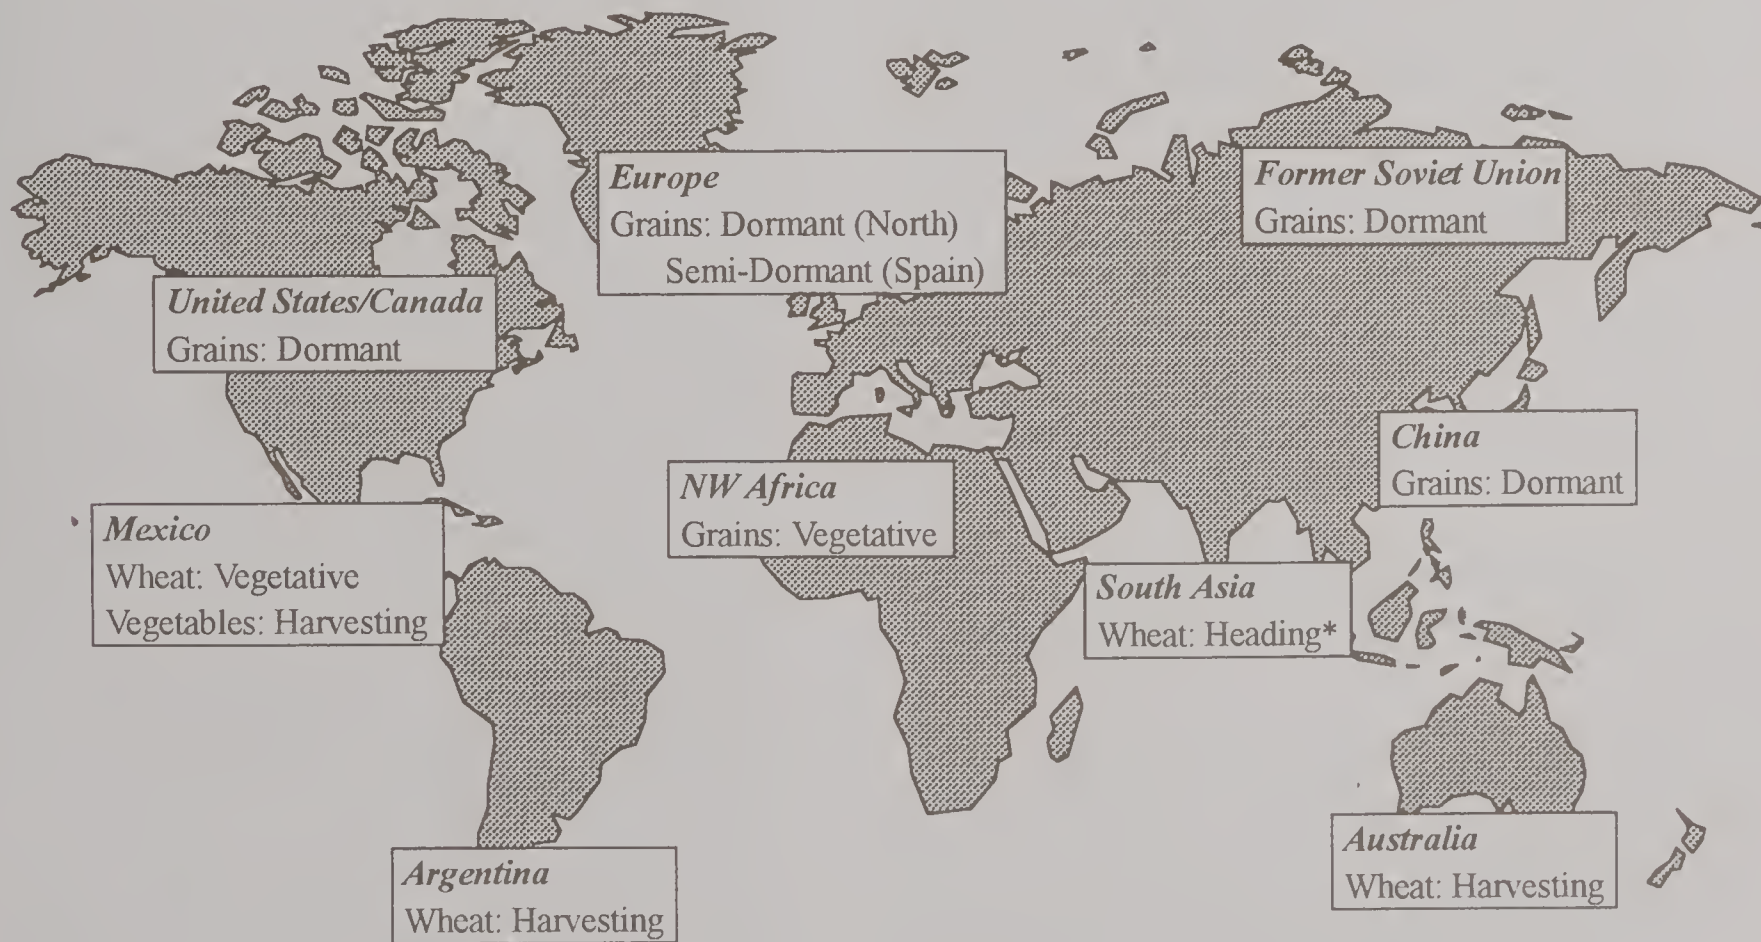 Europe
Grains: Dormant (North)
Semi-Dormant (Spain)
Former Soviet Union
Grains: Dormant
United States/Canada
Grains: Dormant
China
Grains: Dormant
NW Africa
Grains: Vegetative
Mexico
Wheat: Vegetative
Vegetables: Harvesting
South Asia
Wheat: Heading*
Australia
Wheat: Harvesting
Argentina
Wheat: Harvesting